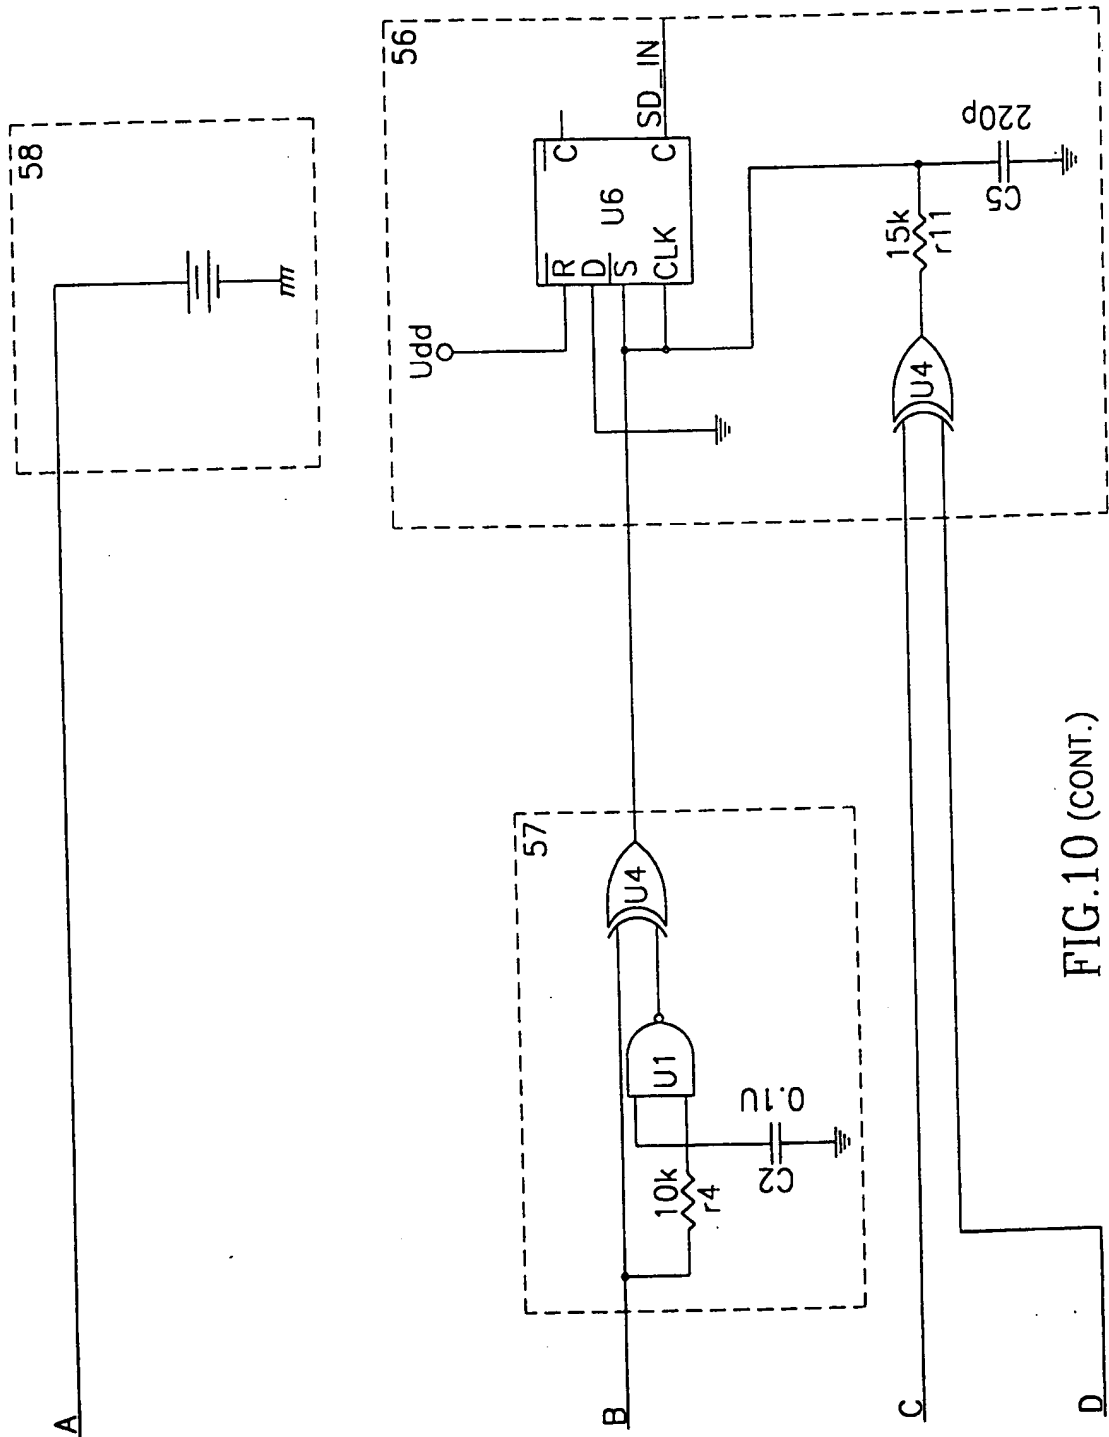 A
58
B
57
10k
r4
C2
0.1U
U1
U4
56
Udd
R
D
S
CLK
U6
C
C
SD_IN
C
D
U4
15k
r11
C5
220p
FIG.10 (CONT.)